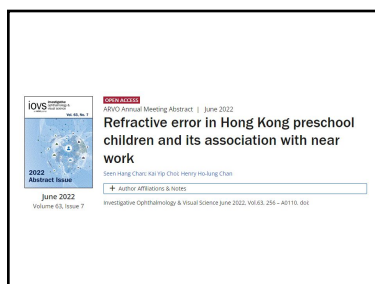 iovs
Vol. 63, No. 7
2022
Abstract Issue
June 2022
Volume 63, Issue 7
OPEN ACCESS
ARVO Annual Meeting Abstract | June 2022
Refractive error in Hong Kong preschool
children and its association with near
work
Seen Hang Chan; Kai Yip Choi; Henry Ho-lung Chan
+ Author Affiliations & Notes
Investigative Ophthalmology & Visual Science June 2022, Vol.63, 256 – A0110. doi: